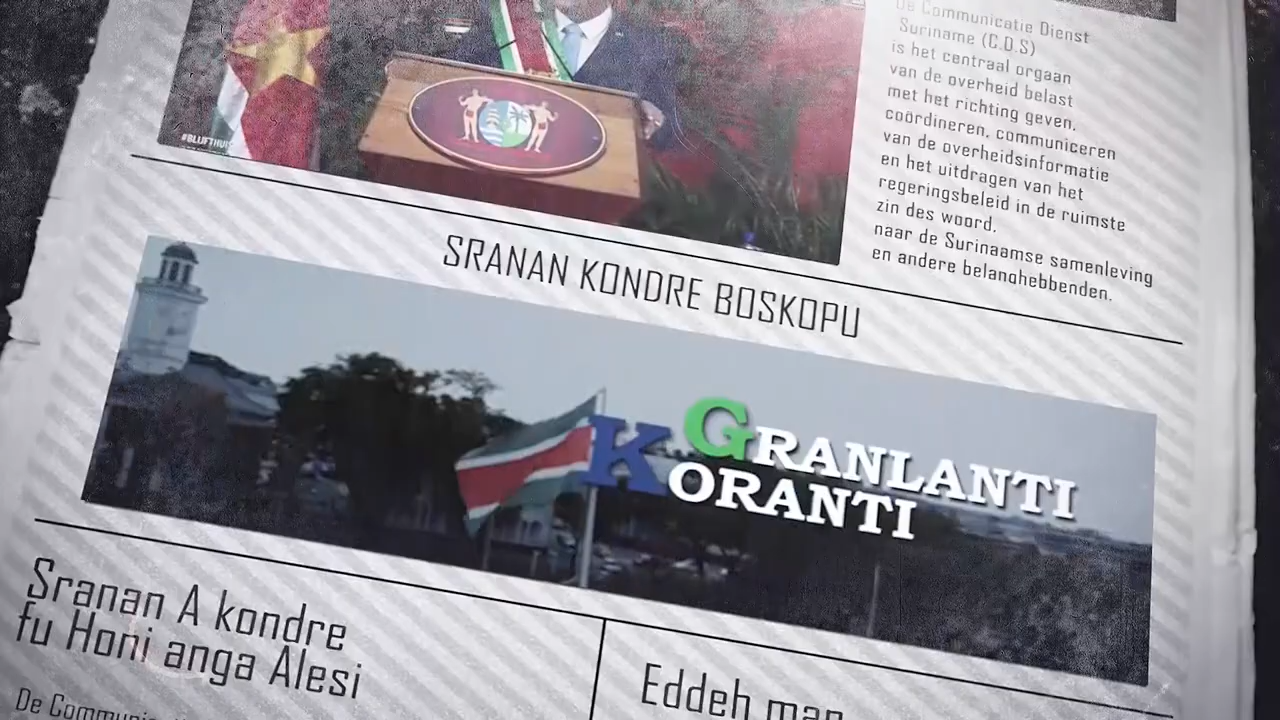 De Communicatie Dienst
Suriname (C.D.S)
is het centraal orgaan
van de overheid belast
met het richting geven,
coördineren, communiceren
van de overheidsinformatie
en het uitdragen van het
regeringsbeleid in de ruimste
zin des woord.
naar de Surinaamse samenleving
en andere belanghebbenden.
SRANAN KONDRE BOSKOPU
GRANLANTI
KORANTI
Sranan A kondre
fu Honi anga Alesi
De
Eddeh man